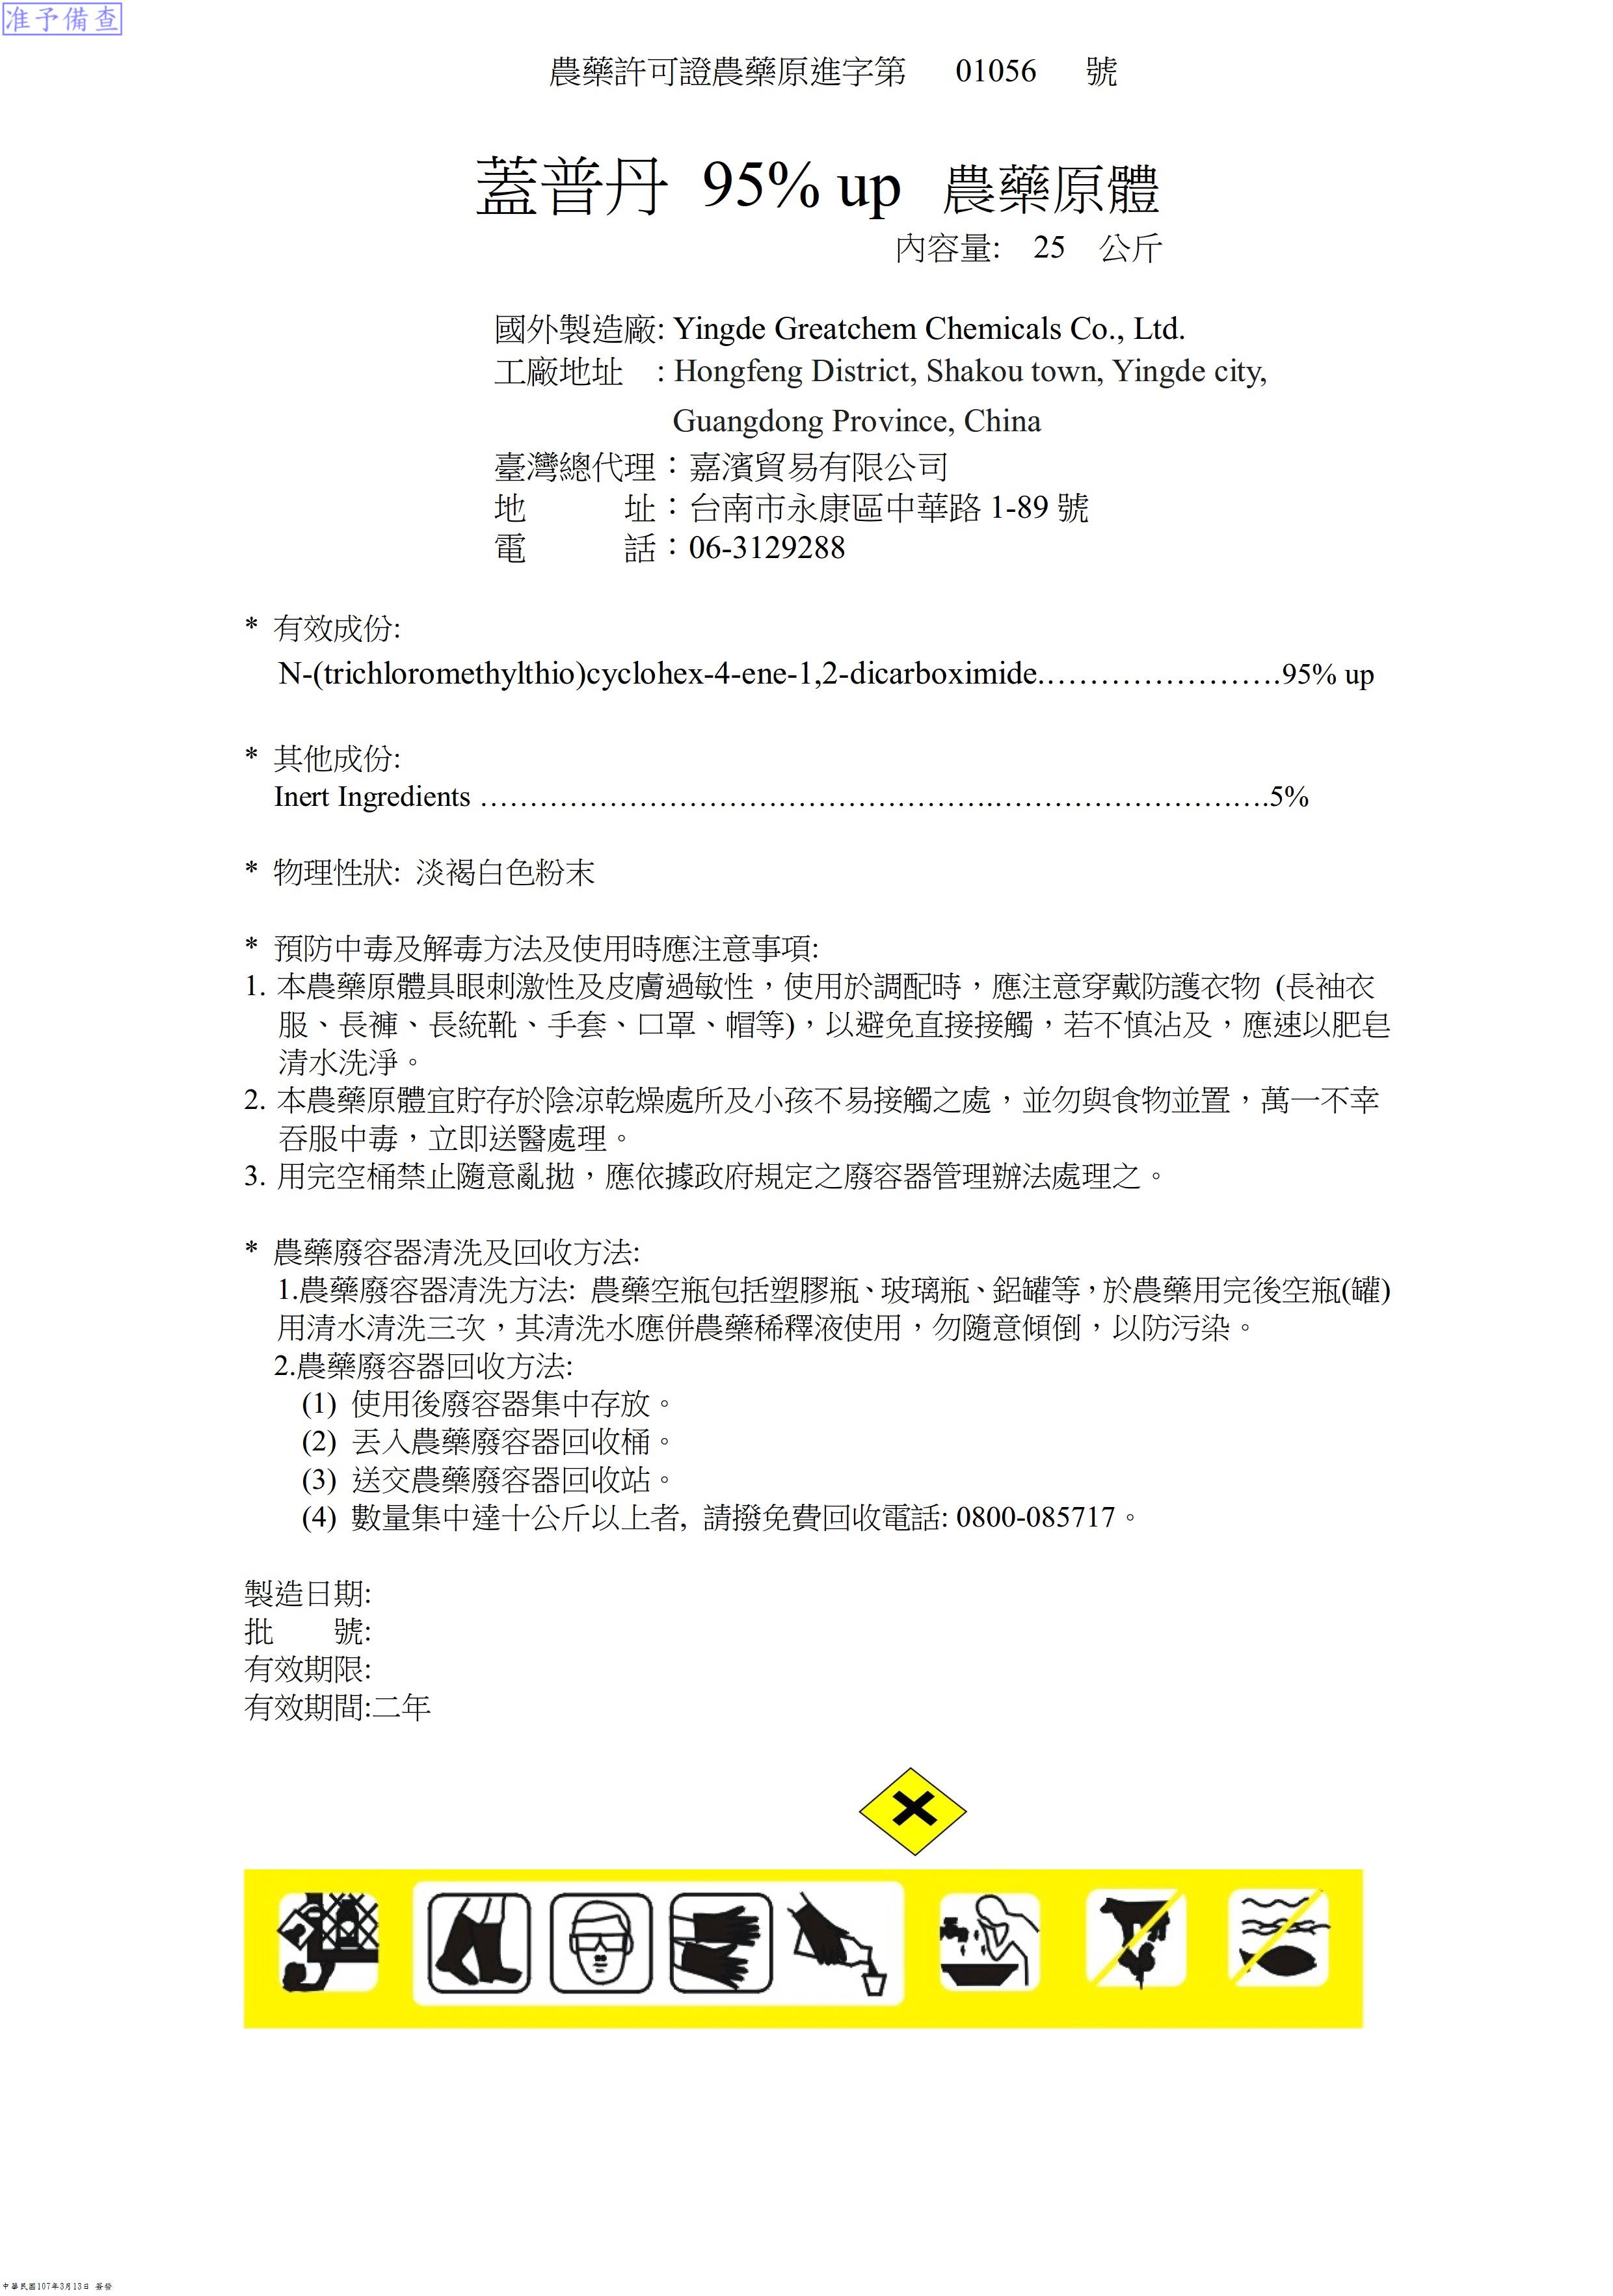 准予備查
農藥許可證農藥原進字第 01056 號
蓋普丹 95% up 農藥原體
內容量: 25 公斤
國外製造廠: Yingde Greatchem Chemicals Co., Ltd.
工廠地址 : Hongfeng District, Shakou town, Yingde city,
Guangdong Province, China
臺灣總代理：嘉濱貿易有限公司
地 址：台南市永康區中華路 1-89 號
電 話：06-3129288
* 有效成份:
N-(trichloromethylthio)cyclohex-4-ene-1,2-dicarboximide……………………95% up
* 其他成份:
Inert Ingredients ……………………………………………………………………….5%
* 物理性狀: 淡褐白色粉末
* 預防中毒及解毒方法及使用時應注意事項:
1. 本農藥原體具眼刺激性及皮膚過敏性，使用於調配時，應注意穿戴防護衣物 (長袖衣
服、長褲、長統靴、手套、口罩、帽等)，以避免直接接觸，若不慎沾及，應速以肥皂
清水洗淨。
2. 本農藥原體宜貯存於陰涼乾燥處所及小孩不易接觸之處，並勿與食物並置，萬一不幸
吞服中毒，立即送醫處理。
3. 用完空桶禁止隨意亂拋，應依據政府規定之廢容器管理辦法處理之。
* 農藥廢容器清洗及回收方法:
1.農藥廢容器清洗方法: 農藥空瓶包括塑膠瓶、玻璃瓶、鋁罐等，於農藥用完後空瓶(罐)
用清水清洗三次，其清洗水應併農藥稀釋液使用，勿隨意傾倒，以防污染。
2.農藥廢容器回收方法:
(1) 使用後廢容器集中存放。
(2) 丟入農藥廢容器回收桶。
(3) 送交農藥廢容器回收站。
(4) 數量集中達十公斤以上者, 請撥免費回收電話: 0800-085717。
製造日期:
批 號:
有效期限:
有效期間:二年
中華民國107年3月13日 簽發